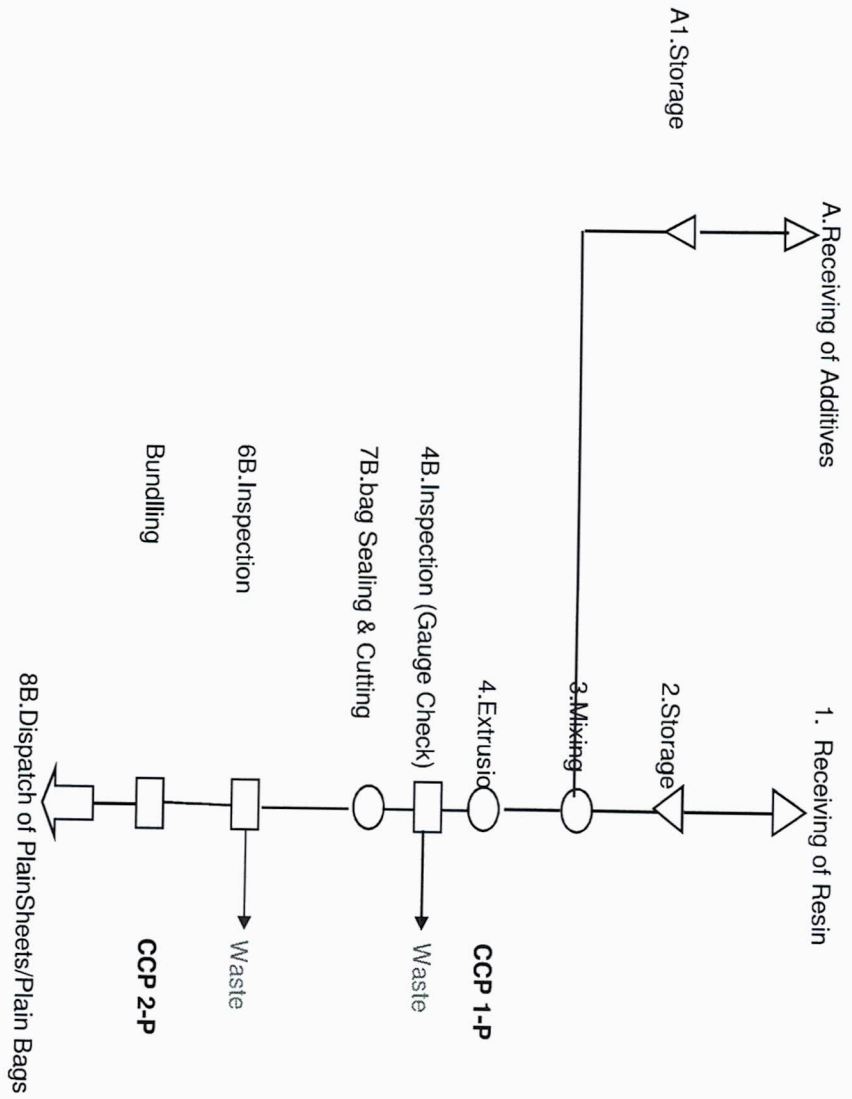 A.Receiving of Additives
1. Receiving of Resin
A1.Storage
2.Storage
3.Mixing
4.Extrusio
CCP 1-P
4B.Inspection (Gauge Check)
Waste
7B.bag Sealing & Cutting
6B.Inspection
Waste
Bundlling
CCP 2-P
8B.Dispatch of PlainSheets/Plain Bags